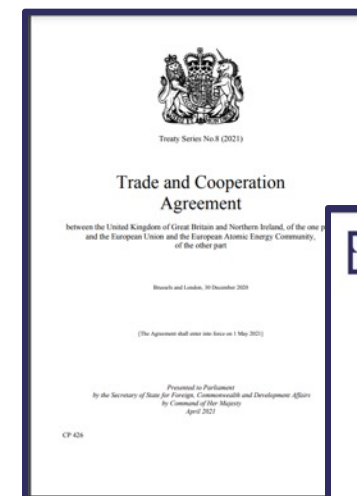 Treaty Series No.8 (2021)
Trade and Cooperation
Agreement
between the United Kingdom of Great Britain and Northern Ireland, of the one
and the European Union and the European Atomic Energy Community,
of the other part
Brussels and London, 30 December 2020
[The Agreement shall enter into force on 1 May 2021]
Presented to Parliament
by the Secretary of State for Foreign, Commonwealth and Development Affairs
by Command of Her Majesty
April 2021
CP 426